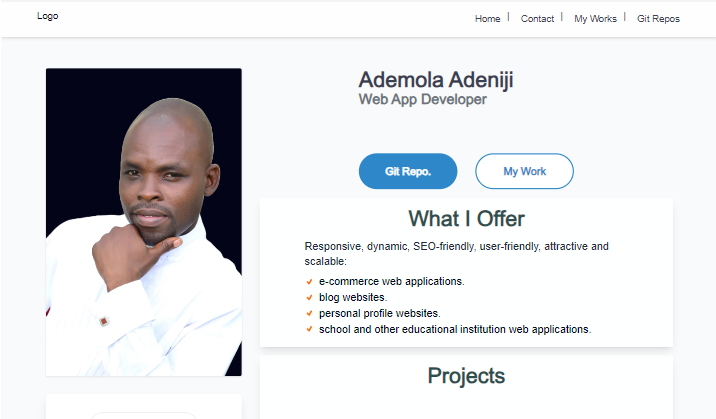 Logo
Home | Contact | My Works | Git Repos
Ademola Adeniji
Web App Developer
Git Repo.
My Work
What I Offer
Responsive, dynamic, SEO-friendly, user-friendly, attractive and
scalable:
e-commerce web applications.
blog websites.
personal profile websites.
school and other educational institution web applications.
Projects